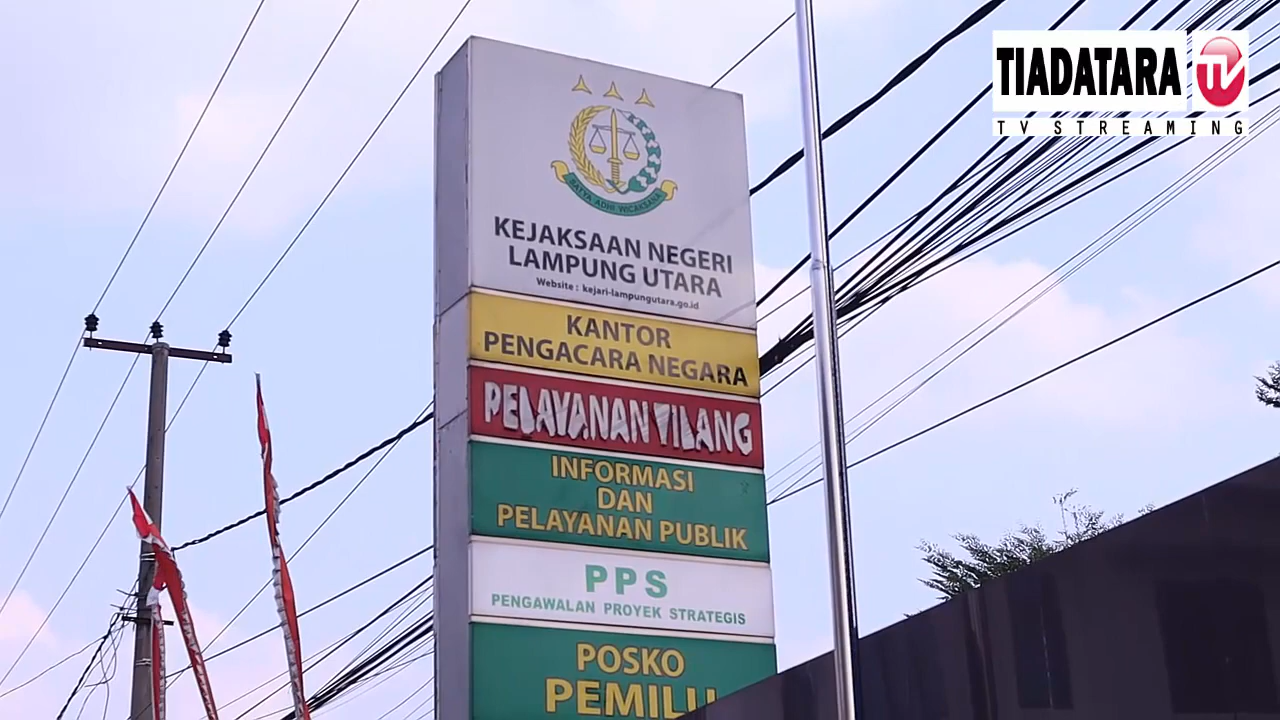 TIADATARA TV
TV STREAMING
SATYA ADHI WICAKSANA
KEJAKSAAN NEGERI
LAMPUNG UTARA
Website : kejari-lampungutara.go.id
KANTOR
PENGACARA NEGARA
PELAYANAN TILANG
INFORMASI
DAN
PELAYANAN PUBLIK
PPS
PENGAWALAN PROYEK STRATEGIS
POSKO
PEMILU